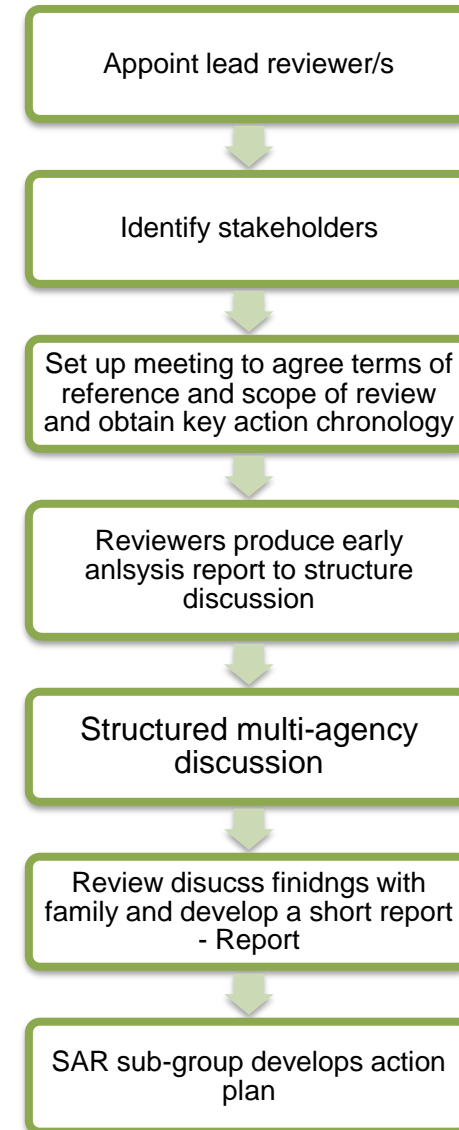 Appoint lead reviewer/s
Identify stakeholders
Set up meeting to agree terms of
reference and scope of review
and obtain key action chronology
Reviewers produce early
anlsysis report to structure
discussion
Structured multi-agency
discussion
Review disucss finidngs with
family and develop a short report
- Report
SAR sub-group develops action
plan